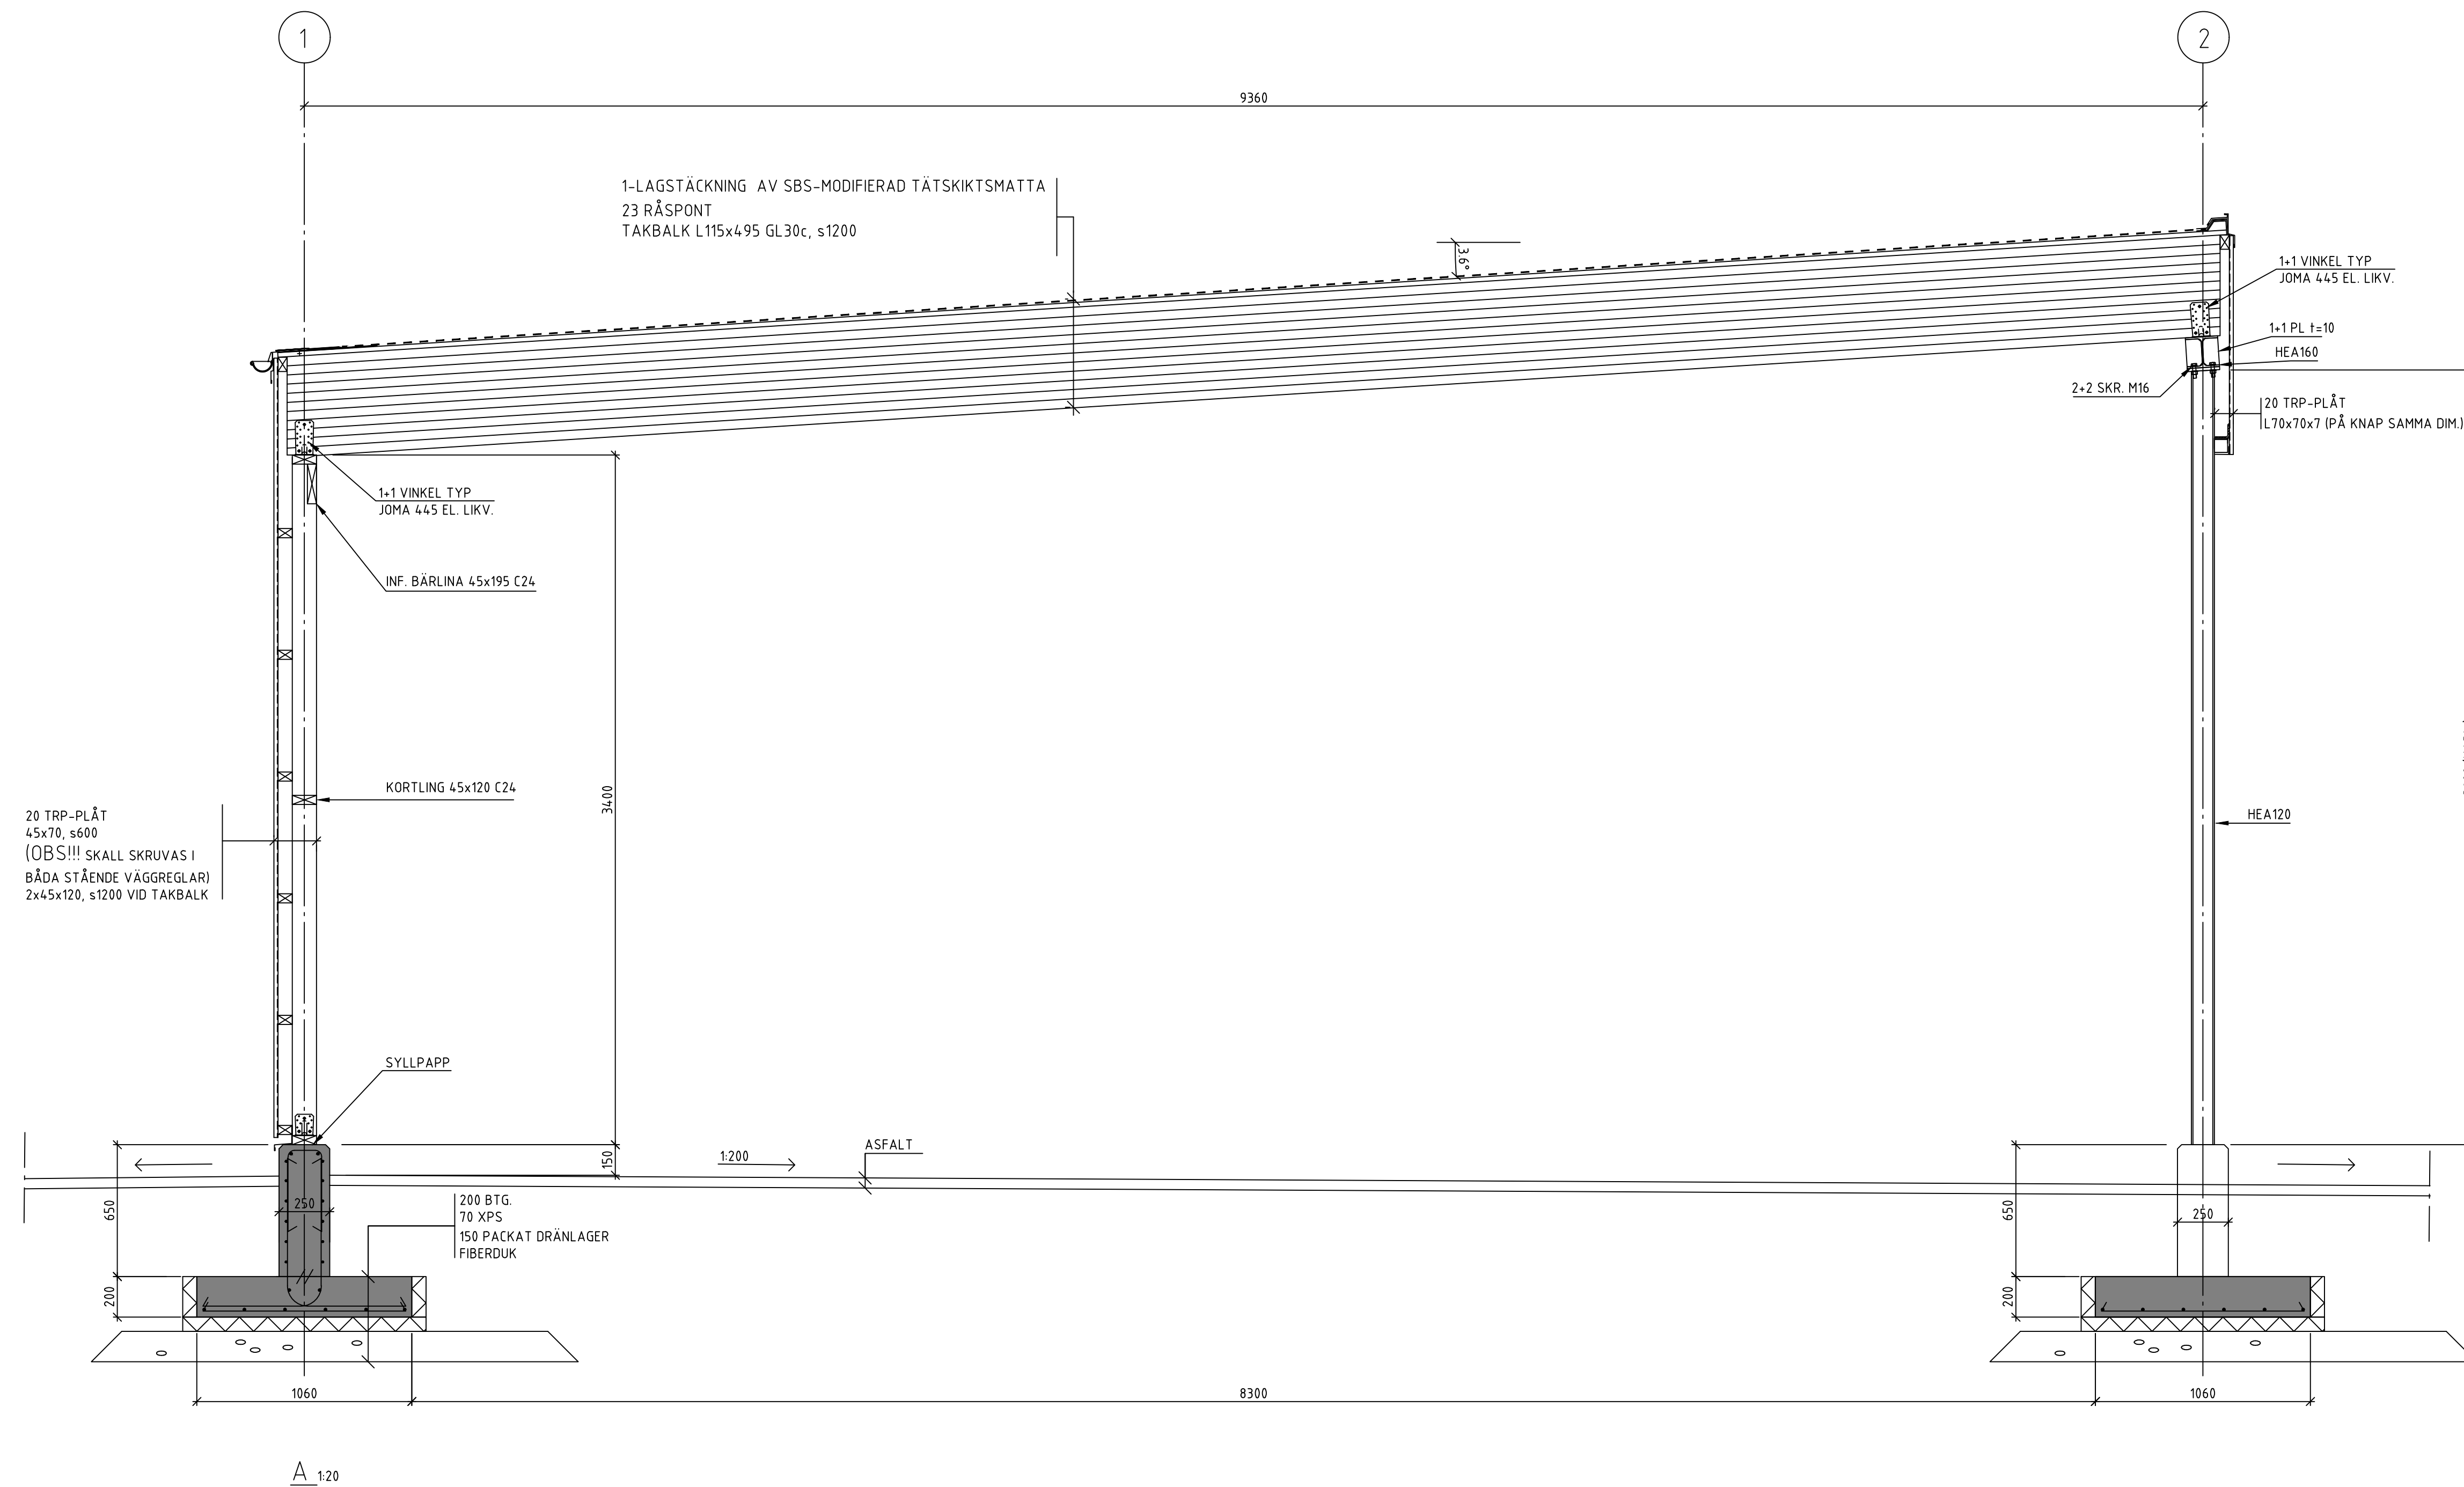 1
2
9360
1-LAGSTÄCKNING AV SBS-MODIFIERAD TÄTSKIKTSMATTA
23 RÅSPONT
TAKBALK L115x495 GL30c, s1200
3.6°
1+1 VINKEL TYP
JOMA 445 EL. LIKV.
1+1 PL t=10
HEA160
2+2 SKR. M16
20 TRP-PLÅT
L70x70x7 (PÅ KNAP SAMMA DIM.)
1+1 VINKEL TYP
JOMA 445 EL. LIKV.
INF. BÄRLINA 45x195 C24
KORTLING 45x120 C24
3400
20 TRP-PLÅT
45x70, s600
(OBS!!! SKALL SKRUVAS I
BÅDA STÅENDE VÄGGREGLAR)
2x45x120, s1200 VID TAKBALK
HEA120
SYLLPAPP
ASFALT
1:200
150
650
250
200 BTG.
70 XPS
150 PACKAT DRÄNLAGER
FIBERDUK
200
650
250
200
1060
8300
1060
A 1:20